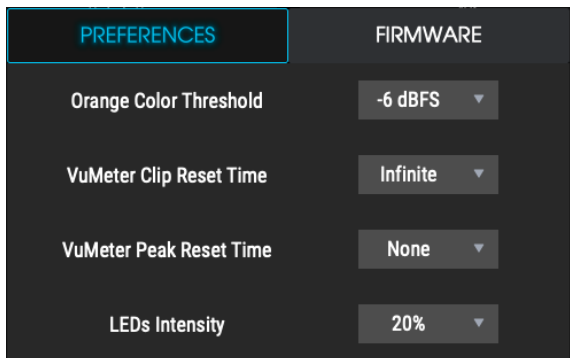 PREFERENCES FIRMWARE
Orange Color Threshold -6 dBFS
VuMeter Clip Reset Time Infinite
VuMeter Peak Reset Time None
LEDs Intensity 20%